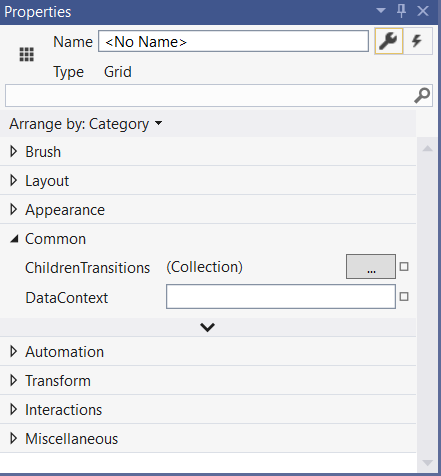 Properties
Name <No Name>
Type Grid
Arrange by: Category
Brush
Layout
Appearance
Common
ChildrenTransitions (Collection) ...
DataContext
Automation
Transform
Interactions
Miscellaneous